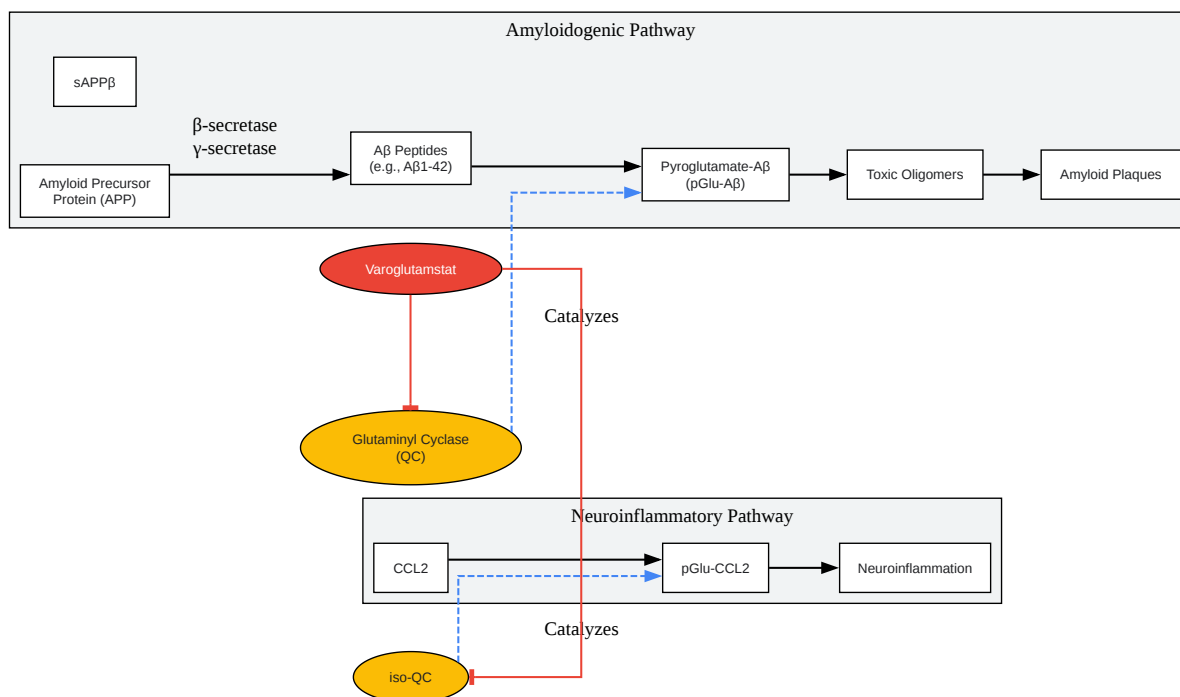 Amyloidogenic Pathway
sAPPβ
β-secretase
γ-secretase
Amyloid Precursor
Protein (APP)
Aβ Peptides
(e.g., Aβ1-42)
Pyroglutamate-Aβ
(pGlu-Aβ)
Toxic Oligomers
Amyloid Plaques
Varoglutamstat
Catalyzes
Glutaminyl Cyclase
(QC)
Neuroinflammatory Pathway
CCL2
pGlu-CCL2
Neuroinflammation
Catalyzes
iso-QC